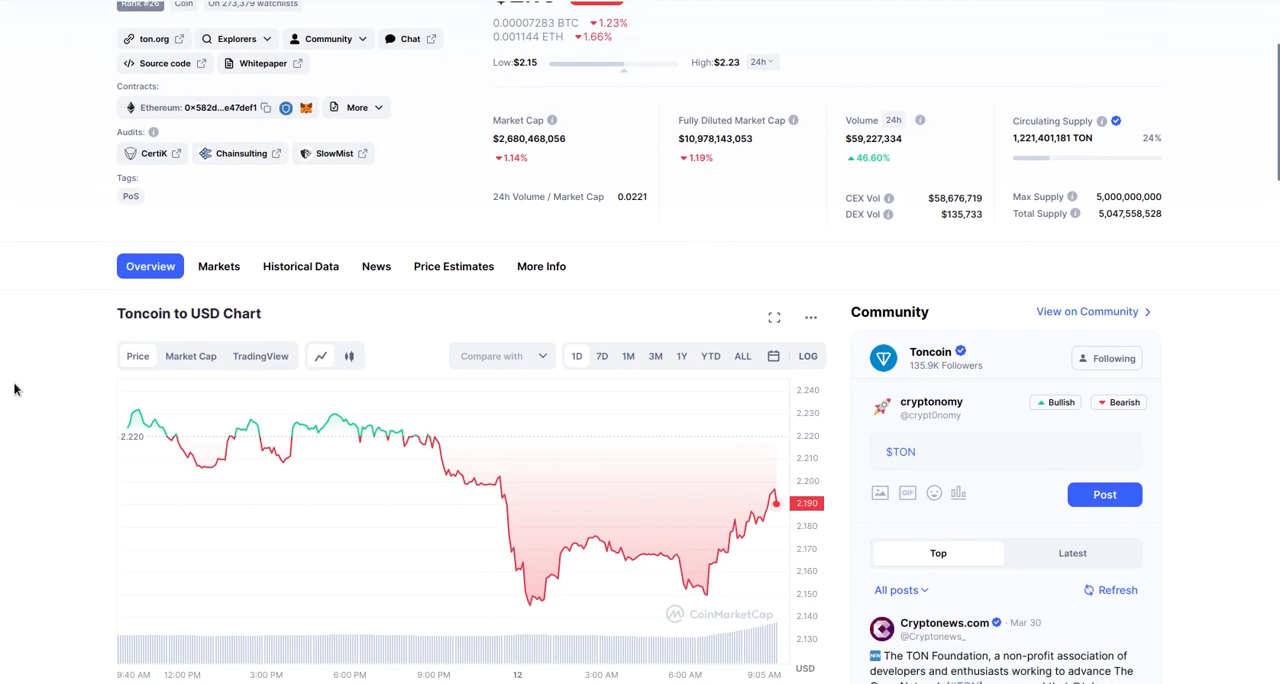 Rank #26 Coin On 273,379 watchlists
0.00007283 BTC 1.23%
0.001144 ETH 1.66%
ton.org Explorers Community Chat
Low:$2.15 High:$2.23 24h
Source code Whitepaper
Contracts:
Ethereum: 0x582d...e47def1 More
Audits:
CertiK Chainsulting SlowMist
Tags:
PoS
Market Cap
$2,680,468,056
1.14%
24h Volume / Market Cap 0.0221
Fully Diluted Market Cap
$10,978,143,053
1.19%
Volume 24h
$59,227,334
46.60%
CEX Vol $58,676,719
DEX Vol $135,733
Circulating Supply
1,221,401,181 TON 24%
Max Supply 5,000,000,000
Total Supply 5,047,558,528
Overview Markets Historical Data News Price Estimates More Info
Toncoin to USD Chart
Price Market Cap TradingView Compare with 1D 7D 1M 3M 1Y YTD ALL LOG
2.240
2.230
2.220 2.220
2.210
2.200
2.190
2.180
2.170
2.160
2.150
2.140
2.130
CoinMarketCap
9:40 AM 12:00 PM 3:00 PM 6:00 PM 9:00 PM 12 3:00 AM 6:00 AM 9:05 AM USD
Community View on Community
Toncoin
135.9K Followers
Following
cryptonomy
@crypt0nomy
Bullish Bearish
$TON
GIF
Post
Top Latest
All posts Refresh
Cryptonews.com · Mar 30
@Cryptonews_
NEW The TON Foundation, a non-profit association of
developers and enthusiasts working to advance The